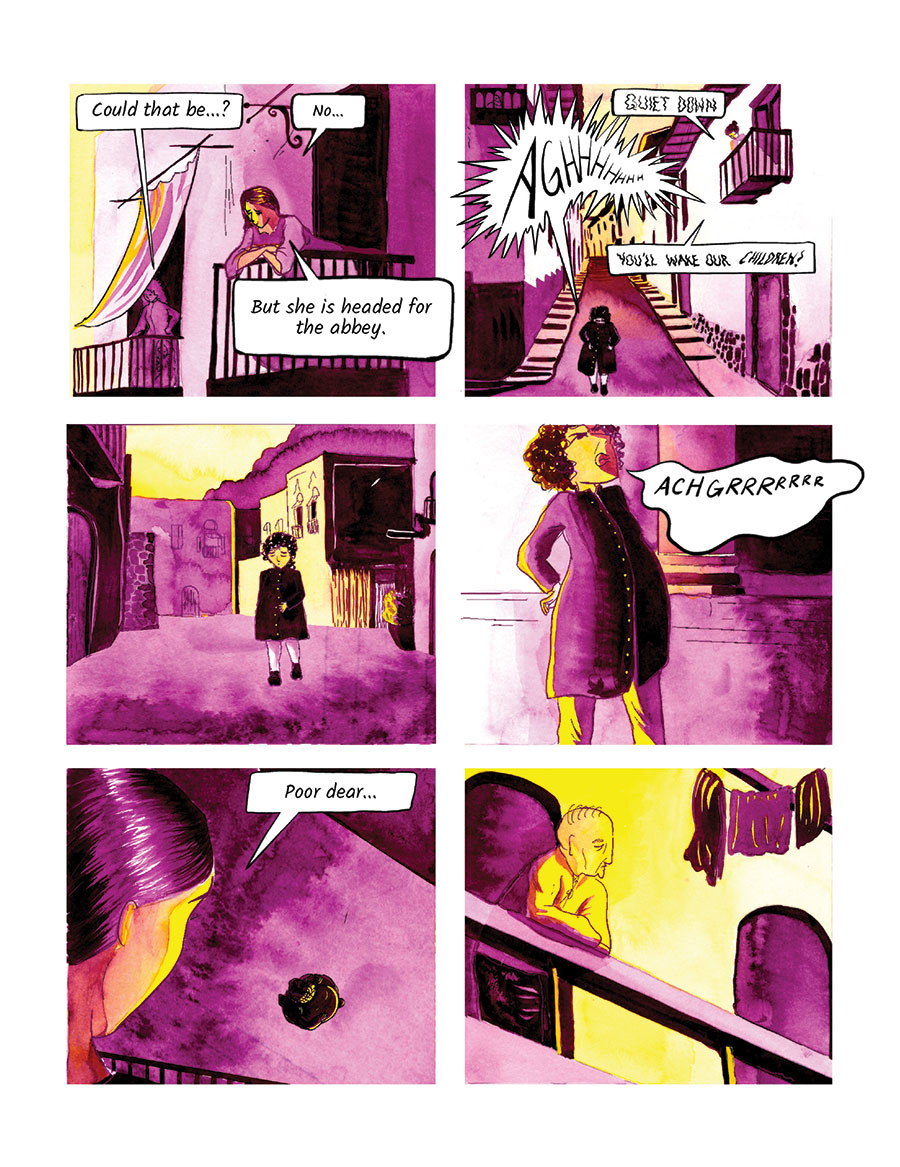 Could that be...?
No...
But she is headed for
the abbey.
AGHHHHHHHH
QUIET DOWN
YOU'LL WAKE OUR CHILDREN!
ACHGRRRRRRR
Poor dear...